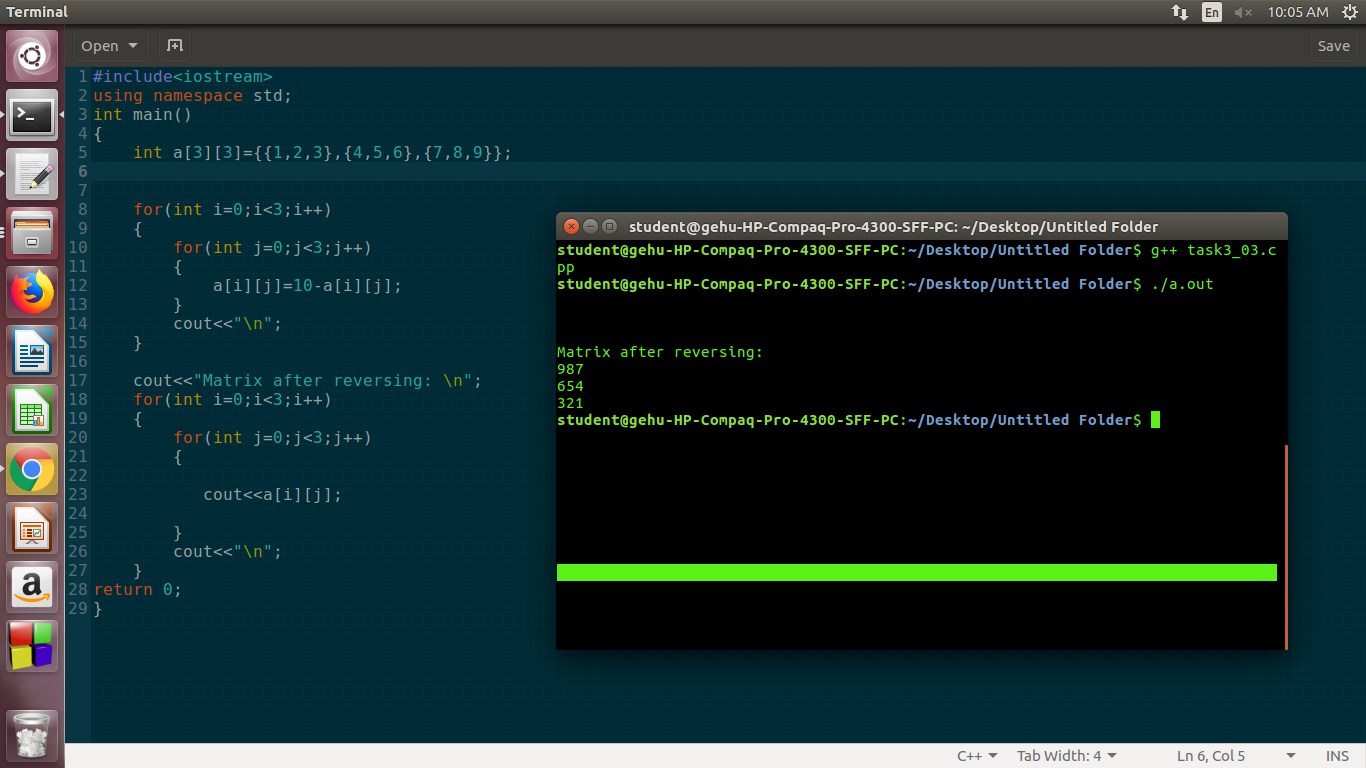 Terminal
En
10:05 AM
Open
Save
1 #include<iostream>
2 using namespace std;
3 int main()
4 {
5     int a[3][3]={{1,2,3},{4,5,6},{7,8,9}};
6
7
8     for(int i=0;i<3;i++)
9     {
10         for(int j=0;j<3;j++)
11         {
12             a[i][j]=10-a[i][j];
13         }
14         cout<<"\n";
15     }
16
17     cout<<"Matrix after reversing: \n";
18     for(int i=0;i<3;i++)
19     {
20         for(int j=0;j<3;j++)
21         {
22
23            cout<<a[i][j];
24
25         }
26         cout<<"\n";
27     }
28 return 0;
29 }
student@gehu-HP-Compaq-Pro-4300-SFF-PC: ~/Desktop/Untitled Folder
student@gehu-HP-Compaq-Pro-4300-SFF-PC:~/Desktop/Untitled Folder$ g++ task3_03.c
pp
student@gehu-HP-Compaq-Pro-4300-SFF-PC:~/Desktop/Untitled Folder$ ./a.out
Matrix after reversing:
987
654
321
student@gehu-HP-Compaq-Pro-4300-SFF-PC:~/Desktop/Untitled Folder$
a
C++
Tab Width: 4
Ln 6, Col 5
INS